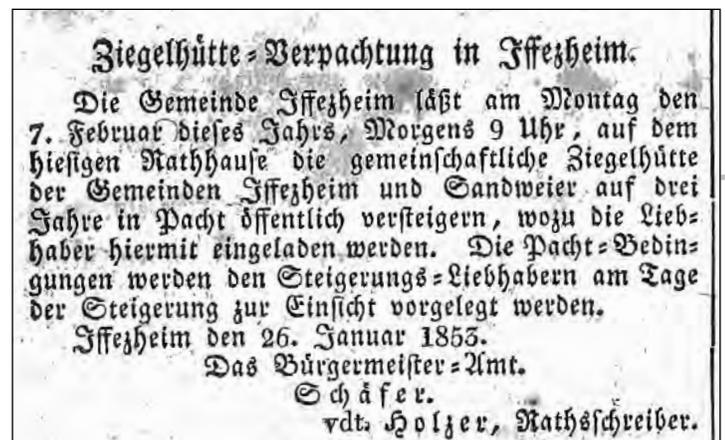 Ziegelhütte-Verpachtung in Iffezheim.
Die Gemeinde Iffezheim läßt am Montag den
7. Februar dieses Jahrs, Morgens 9 Uhr, auf dem
hiesigen Rathhause die gemeinschaftliche Ziegelhütte
der Gemeinden Iffezheim und Sandweier auf drei
Jahre in Pacht öffentlich versteigern, wozu die Lieb-
haber hiermit eingeladen werden. Die Pacht-Bedin-
gungen werden den Steigerungs-Liebhabern am Tage
der Steigerung zur Einsicht vorgelegt werden.
Iffezheim den 26. Januar 1853.
Das Bürgermeister-Amt.
Schäfer.
vdt. Holzer, Rathsschreiber.